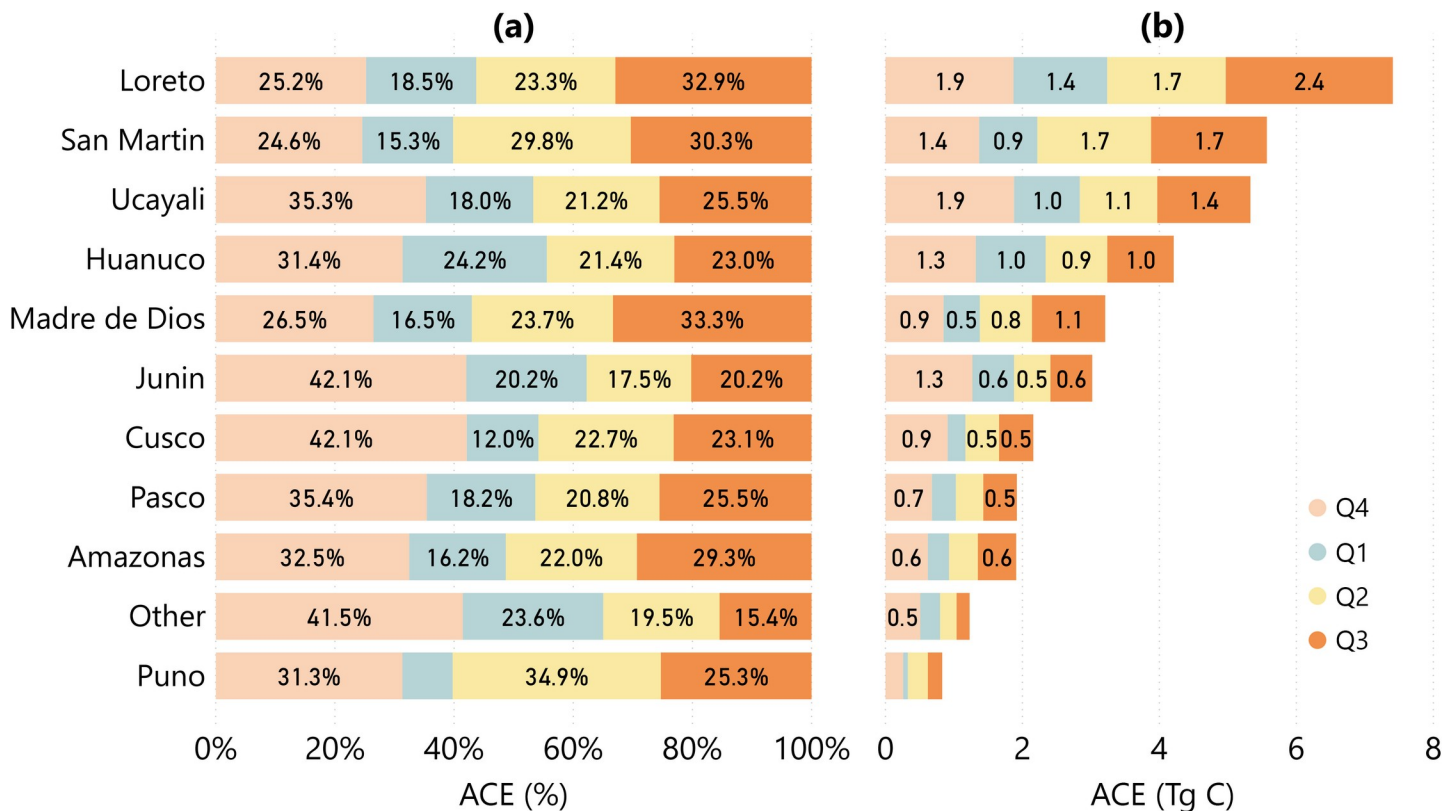 (a) (b)
Loreto 25.2% 18.5% 23.3% 32.9% 1.9 1.4 1.7 2.4
San Martin 24.6% 15.3% 29.8% 30.3% 1.4 0.9 1.7 1.7
Ucayali 35.3% 18.0% 21.2% 25.5% 1.9 1.0 1.1 1.4
Huanuco 31.4% 24.2% 21.4% 23.0% 1.3 1.0 0.9 1.0
Madre de Dios 26.5% 16.5% 23.7% 33.3% 0.9 0.5 0.8 1.1
Junin 42.1% 20.2% 17.5% 20.2% 1.3 0.6 0.5 0.6
Cusco 42.1% 12.0% 22.7% 23.1% 0.9 0.5 0.5
Pasco 35.4% 18.2% 20.8% 25.5% 0.7 0.5
Q4
Amazonas 32.5% 16.2% 22.0% 29.3% 0.6 0.6
Q1
Other 41.5% 23.6% 19.5% 15.4% 0.5
Q2
Q3
Puno 31.3% 34.9% 25.3%
0% 20% 40% 60% 80% 100% 0 2 4 6 8
ACE (%) ACE (Tg C)